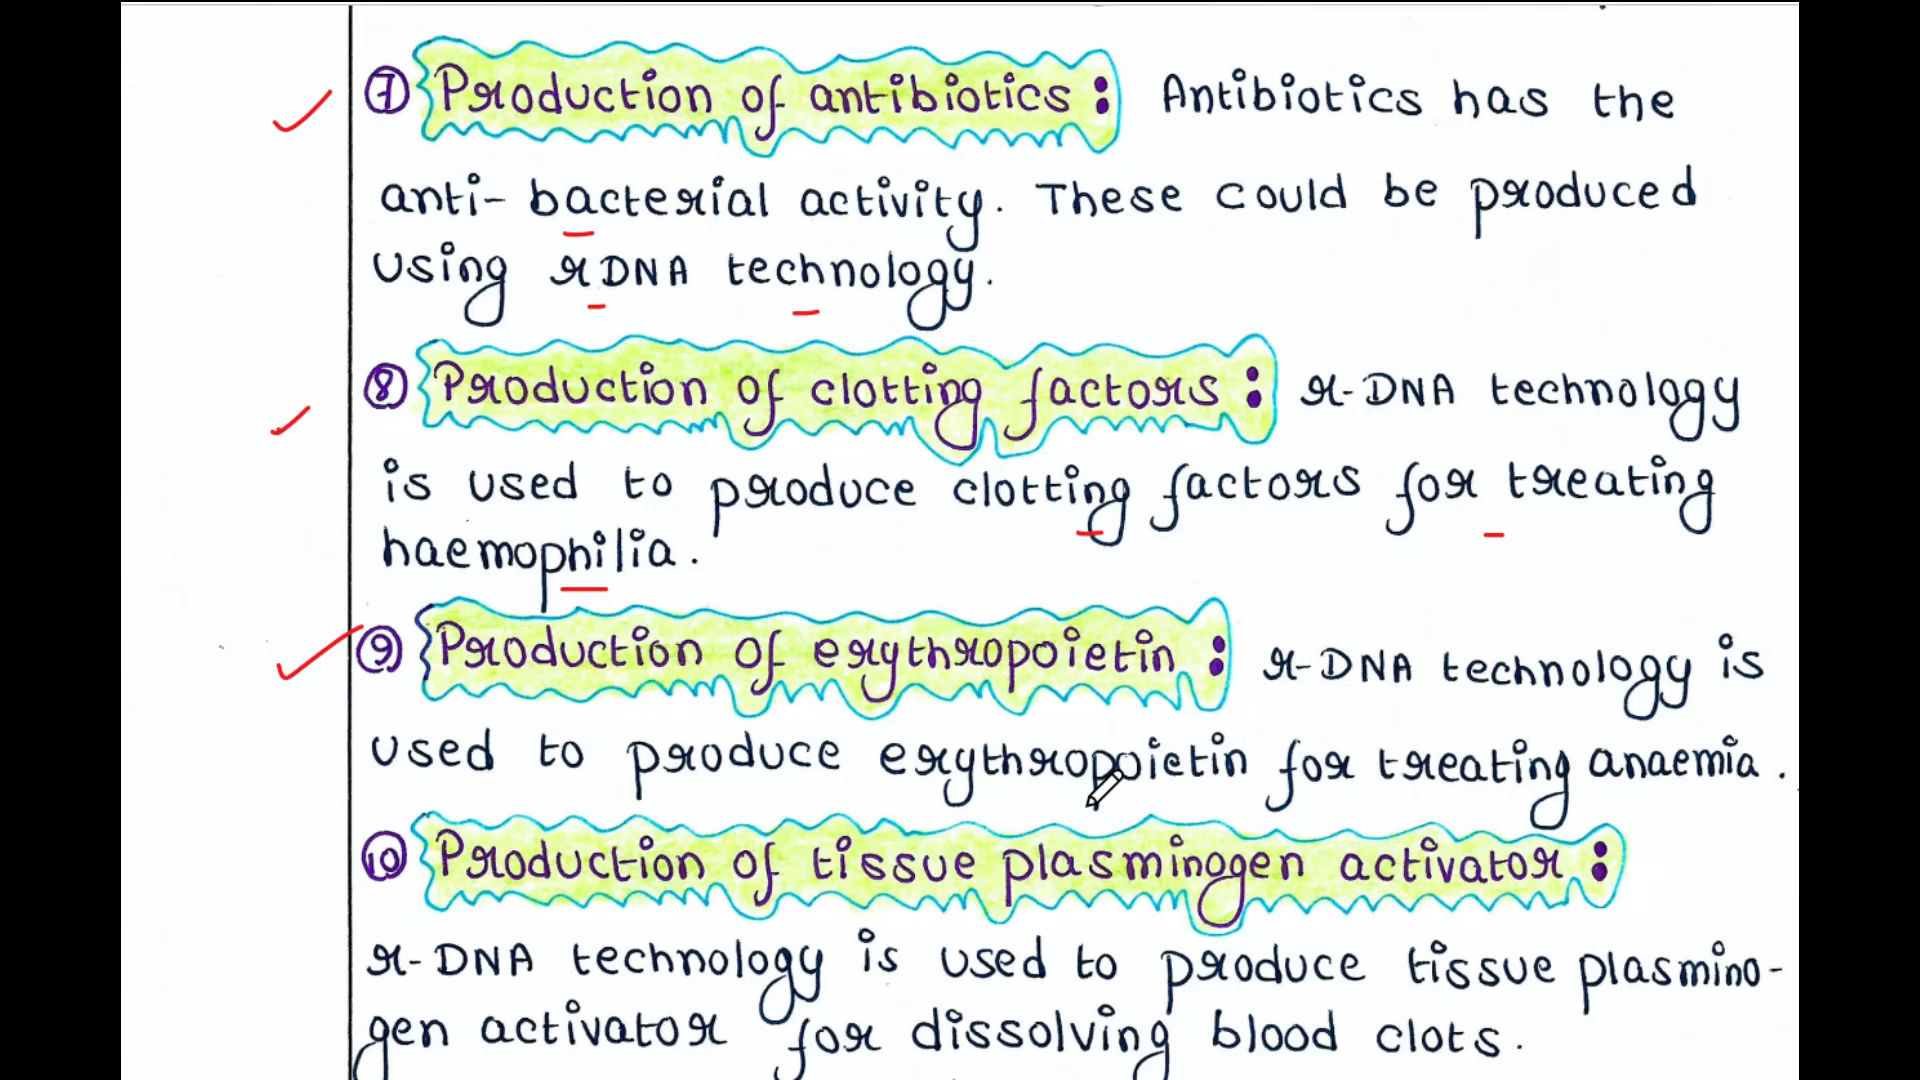 ⑦ Production of antibiotics : Antibiotics has the
anti-bacterial activity. These could be produced
using rDNA technology.
⑧ Production of clotting factors : r-DNA technology
is used to produce clotting factors for treating
haemophilia.
⑨ Production of erythropoietin : r-DNA technology is
used to produce erythropoietin for treating anaemia.
⑩ Production of tissue plasminogen activator :
r-DNA technology is used to produce tissue plasmino-
gen activator for dissolving blood clots.